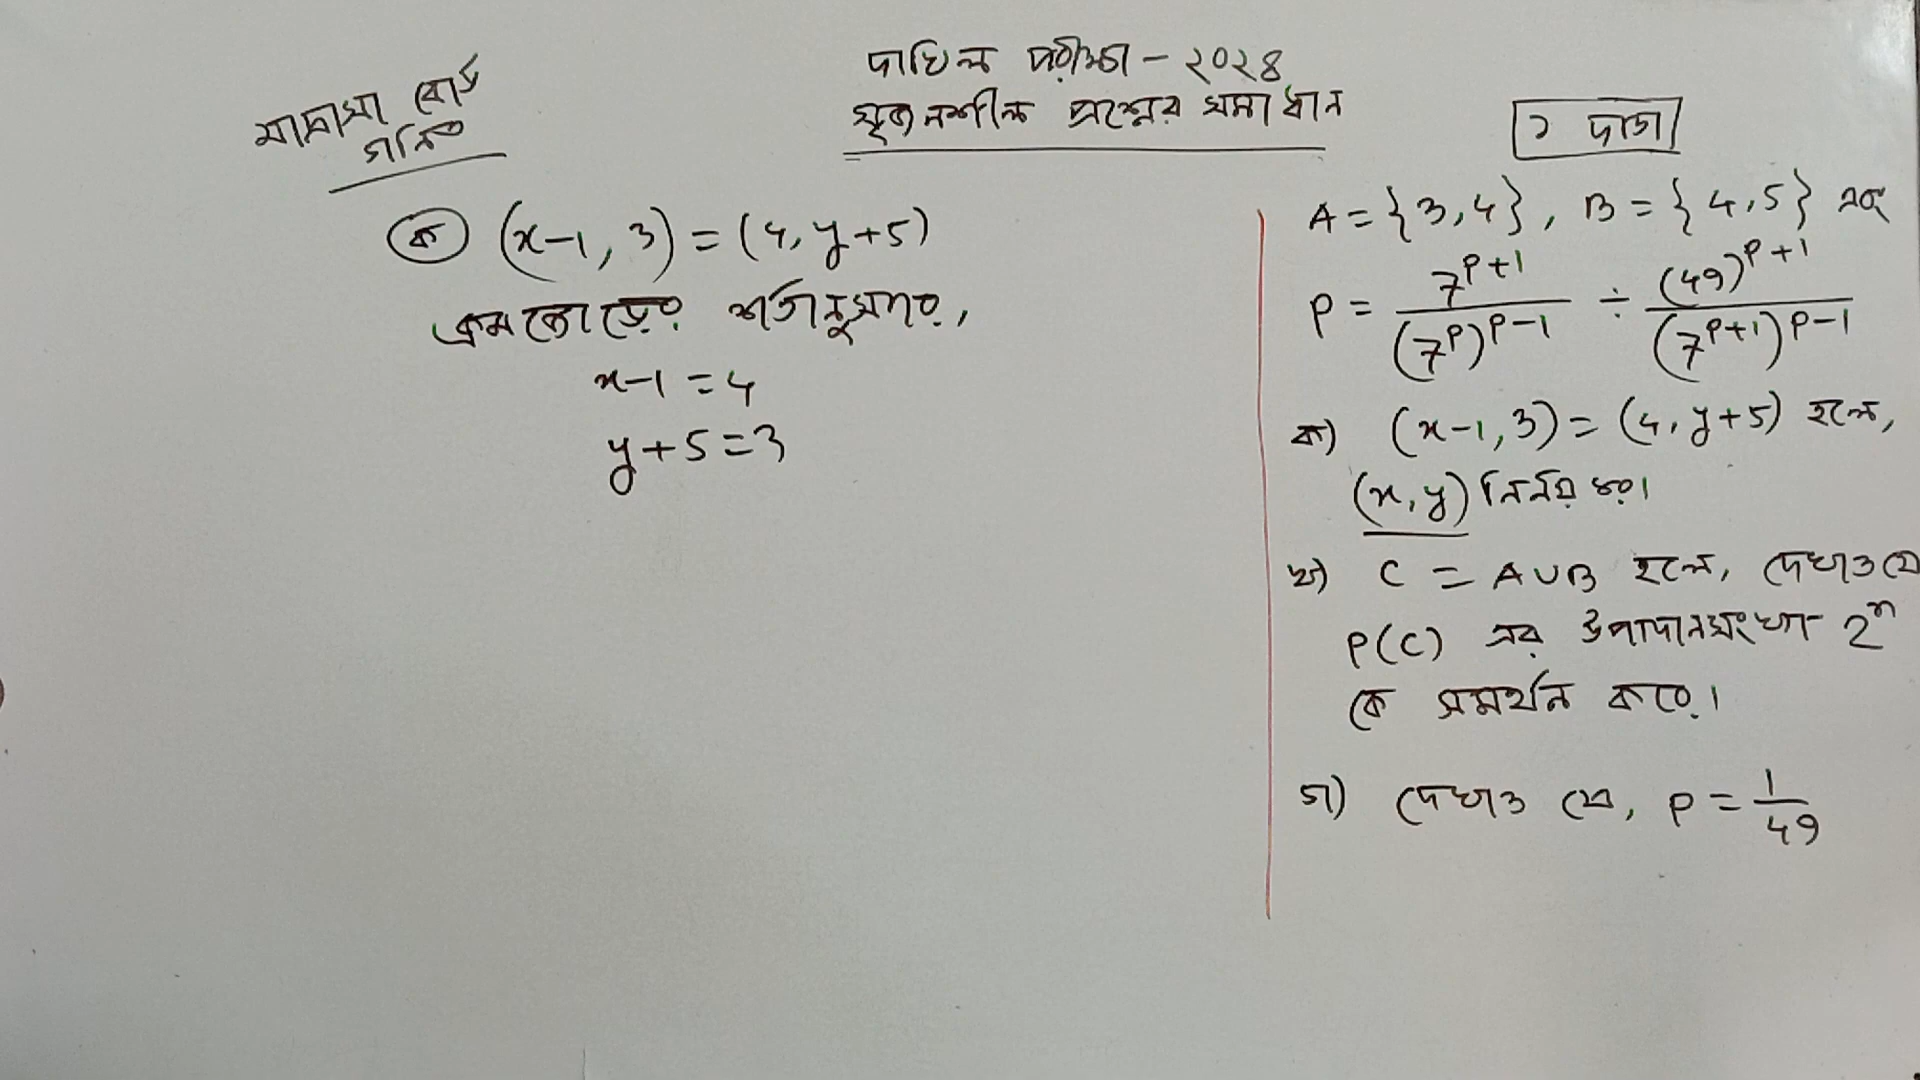 মাদ্রাসা বোর্ড
গনিত
দাখিল পরীক্ষা - ২০২৪
সৃজনশীল প্রশ্নের সমাধান
১ দাগ
ক (x-1, 3) = (4, y+5)
ক্রমজোড়ের শর্তানুসারে,
x-1 = 4
y+5 = 3
A = {3,4}, B = {4,5} এবং
P = 7^{P+1}/(7^P)^{P-1} ÷ (49)^{P+1}/(7^{P+1})^{P-1}
ক) (x-1, 3) = (4, y+5) হলে,
(x, y) নির্নয় কর।
খ) C = A∪B হলে, দেখাও যে
P(C) এর উপাদানসংখ্যা 2^n
কে সমর্থন করে।
গ) দেখাও যে, P = 1/49